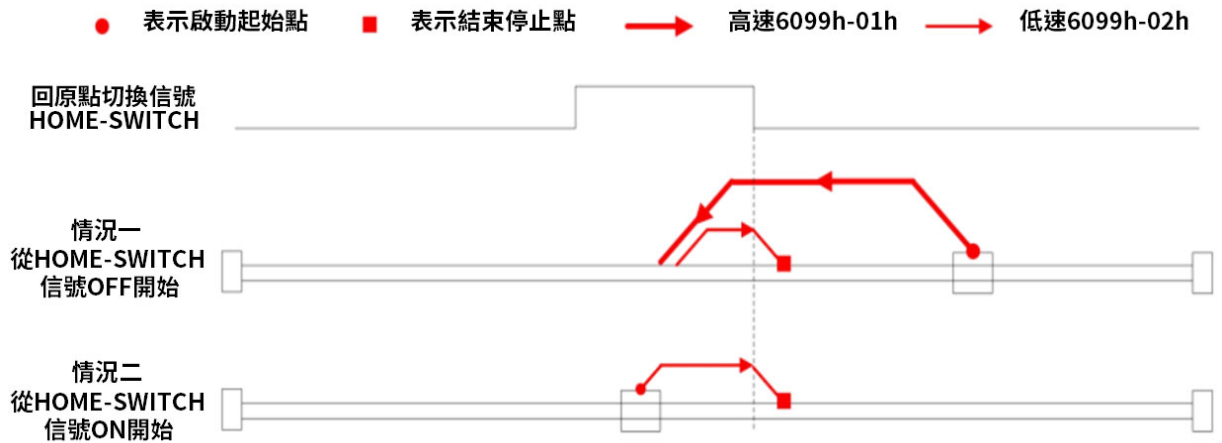 表示啟動起始點
表示結束停止點
高速6099h-01h
低速6099h-02h
回原點切換信號
HOME-SWITCH
情況一
從HOME-SWITCH
信號OFF開始
情況二
從HOME-SWITCH
信號ON開始